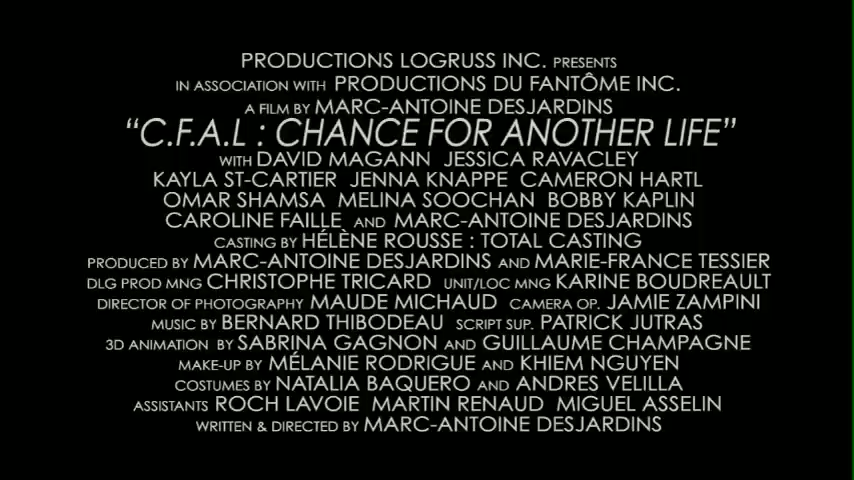 PRODUCTIONS LOGRUSS INC. PRESENTS
IN ASSOCIATION WITH PRODUCTIONS DU FANTÔME INC.
A FILM BY MARC-ANTOINE DESJARDINS
“C.F.A.L : CHANCE FOR ANOTHER LIFE”
WITH DAVID MAGANN JESSICA RAVACLEY
KAYLA ST-CARTIER JENNA KNAPPE CAMERON HARTL
OMAR SHAMSA MELINA SOOCHAN BOBBY KAPLIN
CAROLINE FAILLE AND MARC-ANTOINE DESJARDINS
CASTING BY HÉLÈNE ROUSSE : TOTAL CASTING
PRODUCED BY MARC-ANTOINE DESJARDINS AND MARIE-FRANCE TESSIER
DLG PROD MNG CHRISTOPHE TRICARD UNIT/LOC MNG KARINE BOUDREAULT
DIRECTOR OF PHOTOGRAPHY MAUDE MICHAUD CAMERA OP. JAMIE ZAMPINI
MUSIC BY BERNARD THIBODEAU SCRIPT SUP. PATRICK JUTRAS
3D ANIMATION BY SABRINA GAGNON AND GUILLAUME CHAMPAGNE
MAKE-UP BY MÉLANIE RODRIGUE AND KHIEM NGUYEN
COSTUMES BY NATALIA BAQUERO AND ANDRES VELILLA
ASSISTANTS ROCH LAVOIE MARTIN RENAUD MIGUEL ASSELIN
WRITTEN & DIRECTED BY MARC-ANTOINE DESJARDINS